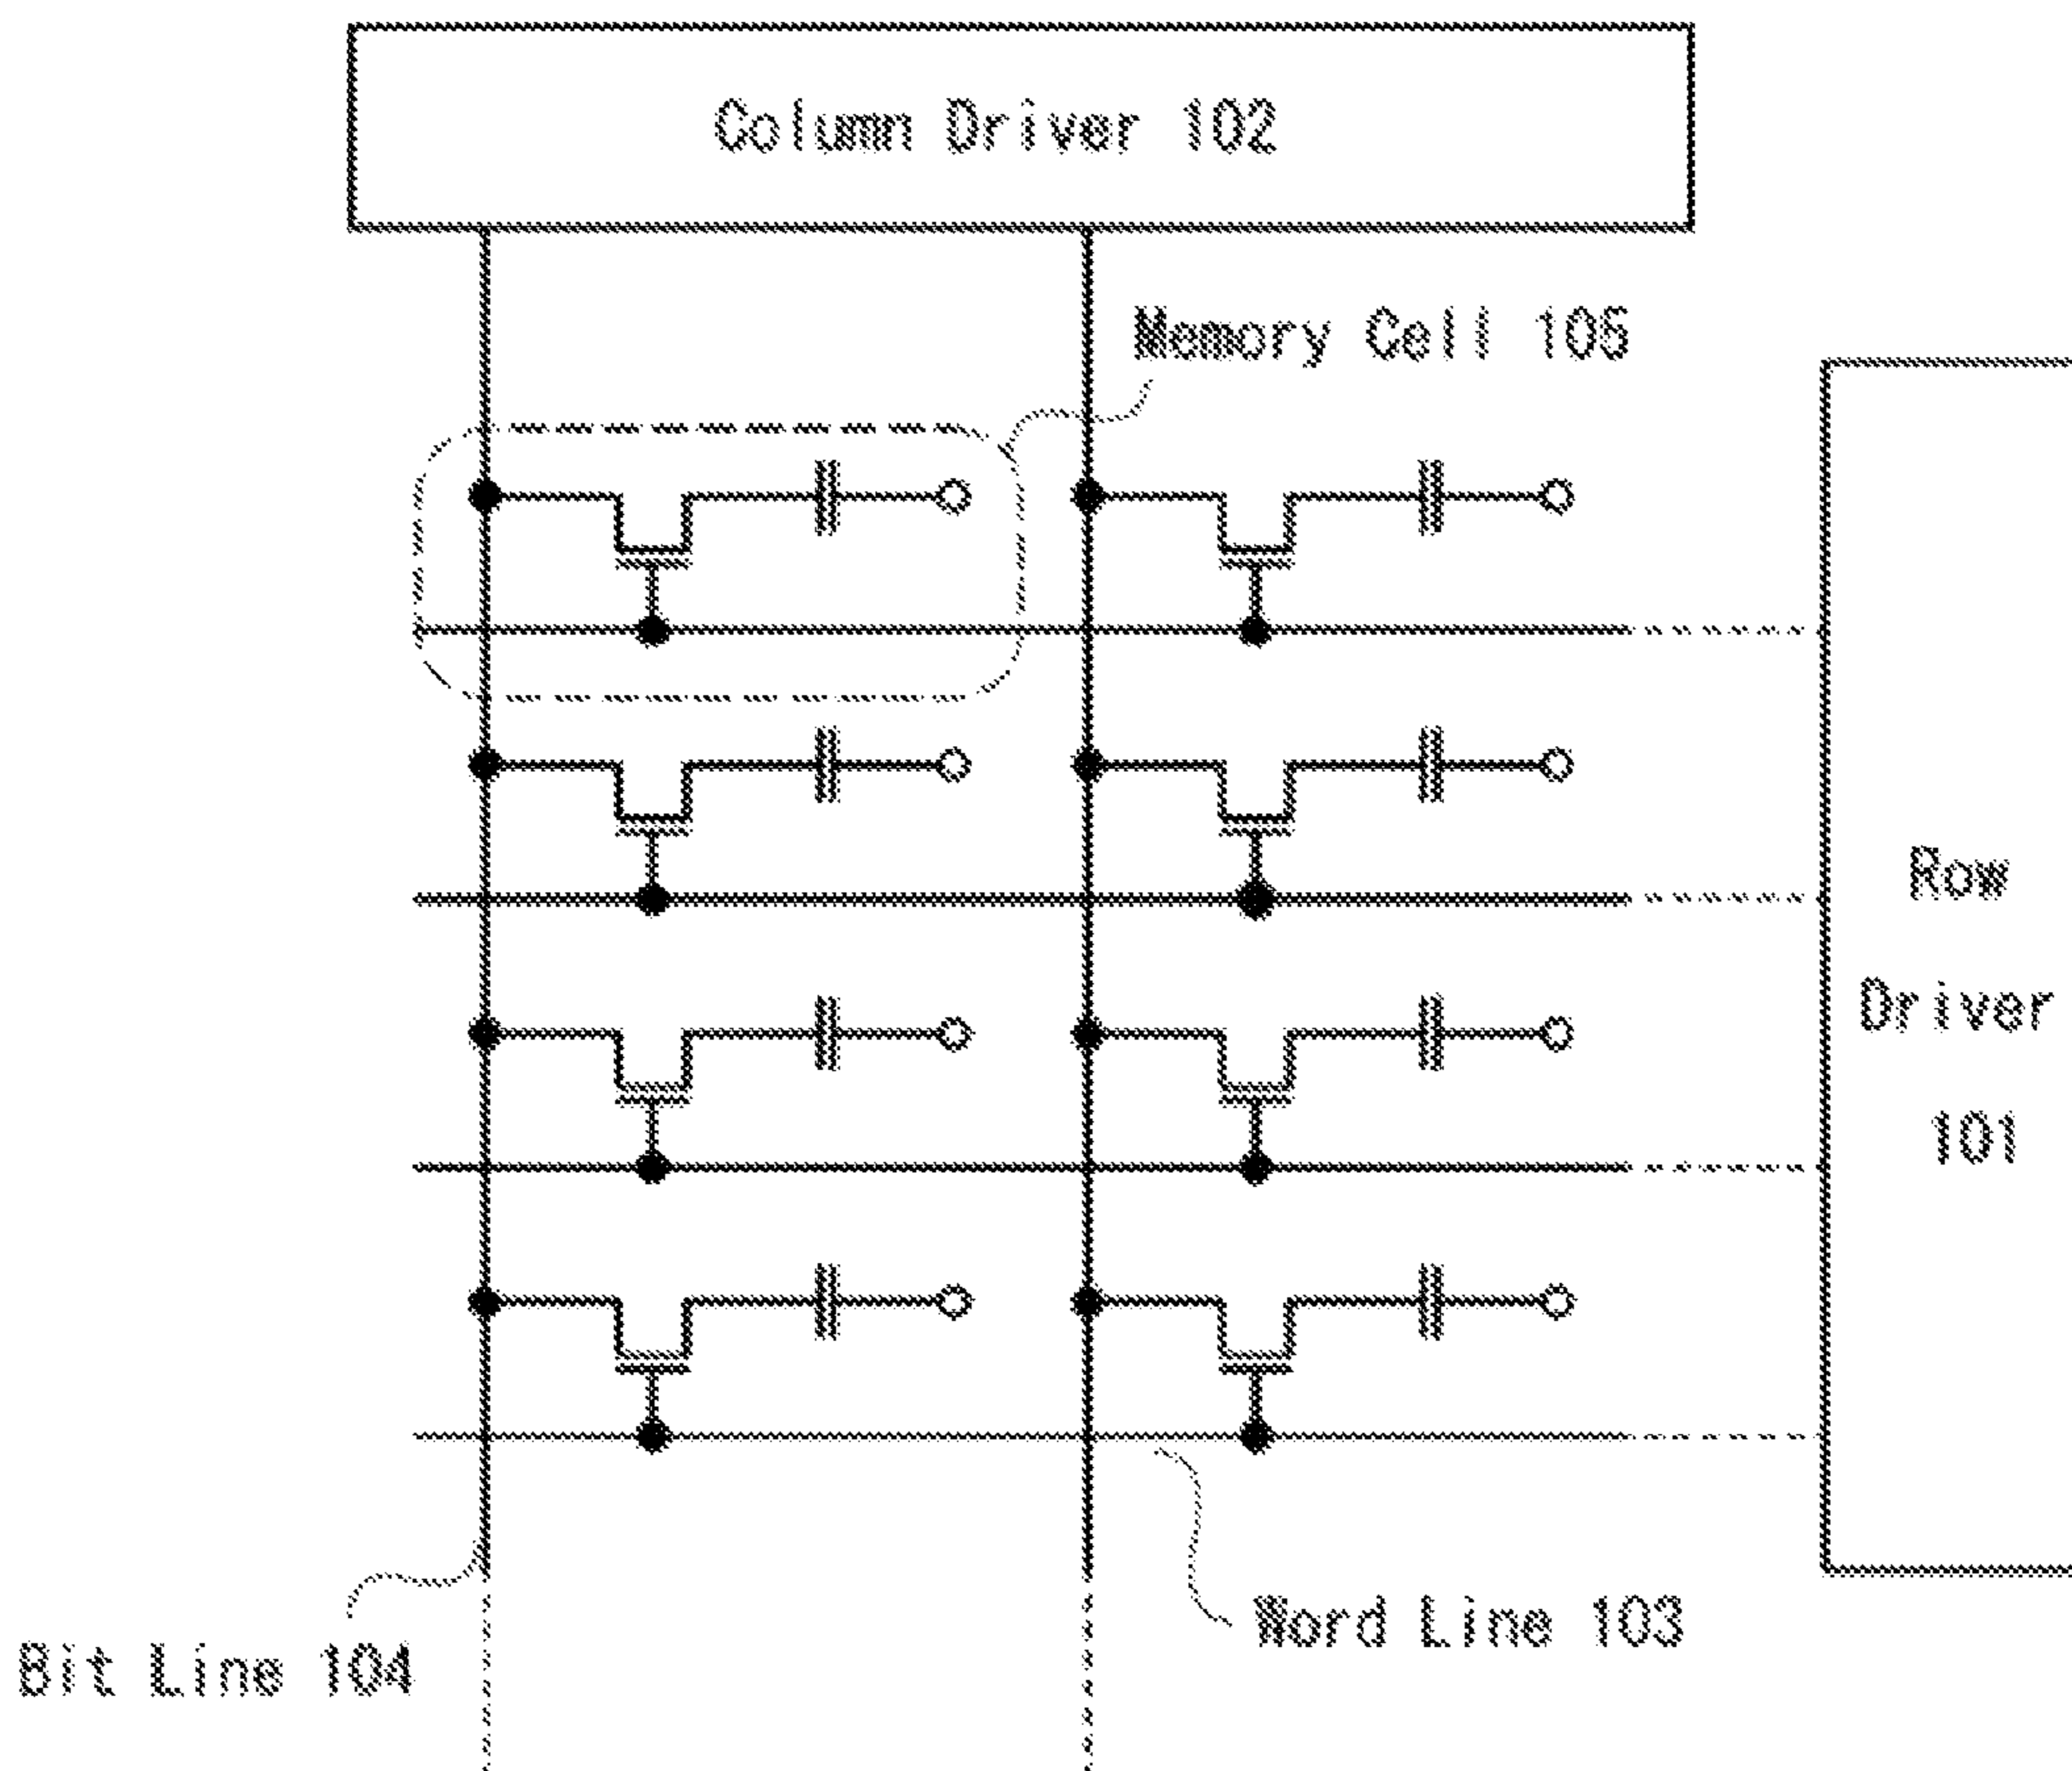 Column Driver 102
Memory Cell 105
Row
Driver
101
Word Line 103
Bit Line 104